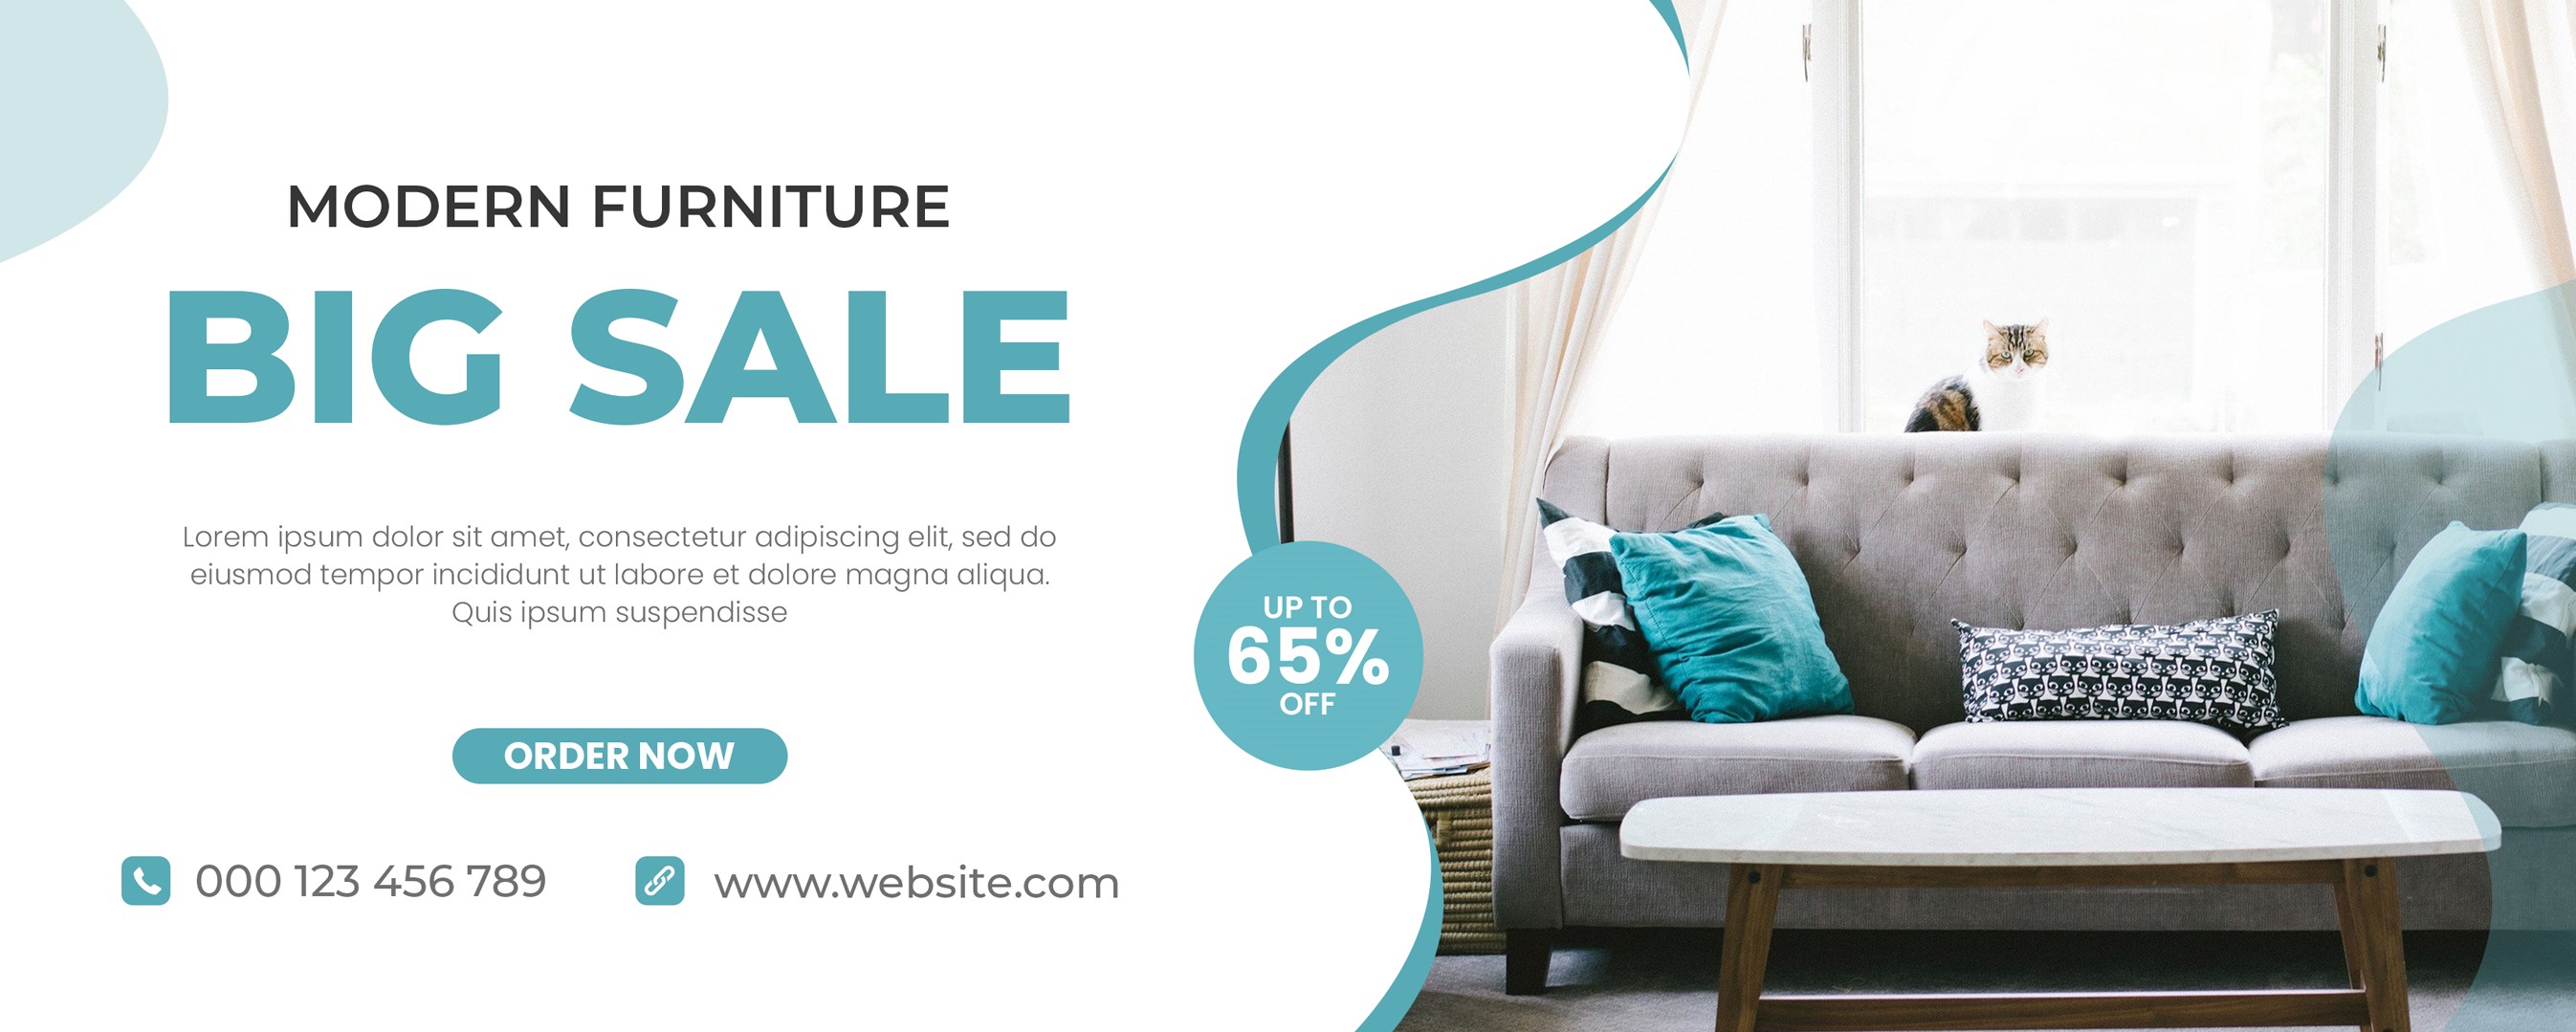 MODERN FURNITURE
BIG SALE
Lorem ipsum dolor sit amet, consectetur adipiscing elit, sed do
eiusmod tempor incididunt ut labore et dolore magna aliqua.
Quis ipsum suspendisse
ORDER NOW
000 123 456 789
www.website.com
UP TO
65%
OFF